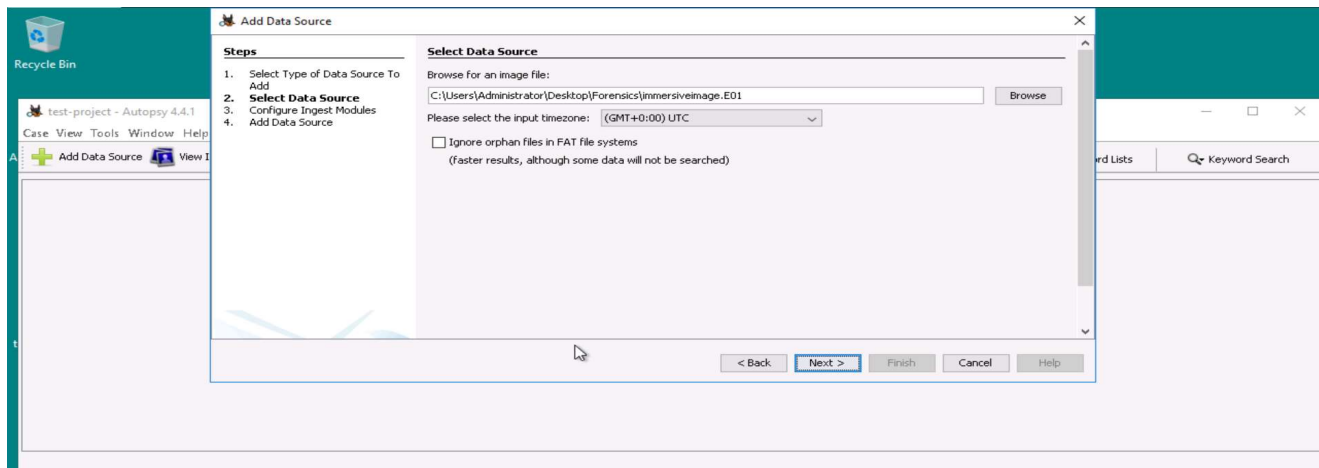 Recycle Bin
Add Data Source
Steps
1. Select Type of Data Source To
Add
2. Select Data Source
3. Configure Ingest Modules
4. Add Data Source
Select Data Source
Browse for an image file:
C:\Users\Administrator\Desktop\Forensics\immersiveimage.E01
Browse
Please select the input timezone:
(GMT+0:00) UTC
Ignore orphan files in FAT file systems
(faster results, although some data will not be searched)
< Back
Next >
Finish
Cancel
Help
test-project - Autopsy 4.4.1
Case View Tools Window Help
A
Add Data Source
View I
rd Lists
Keyword Search
t